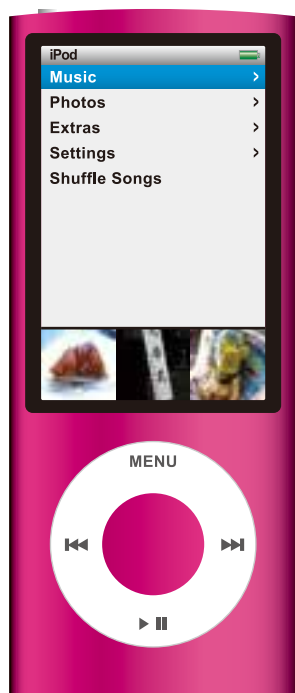 iPod
Music
Photos
Extras
Settings
Shuffle Songs
MENU